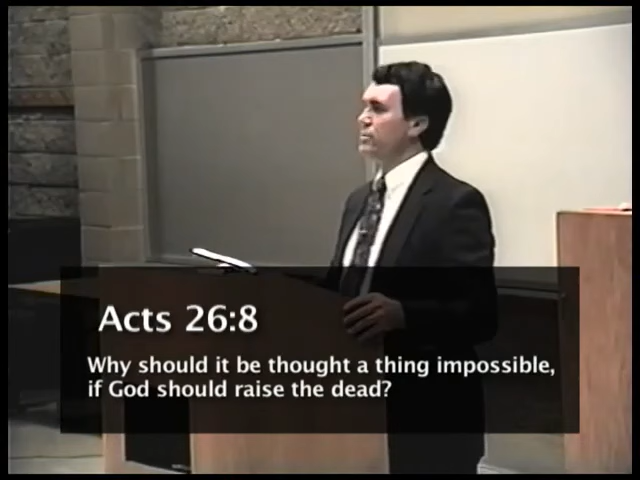 Acts 26:8
Why should it be thought a thing impossible,
if God should raise the dead?